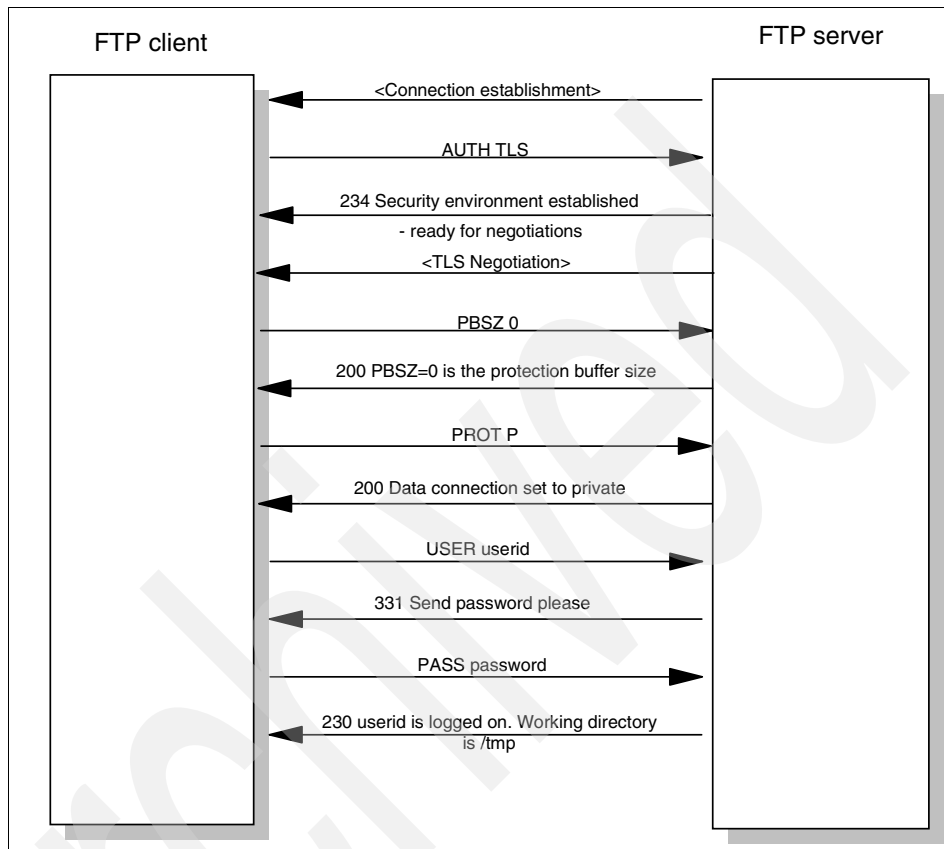 FTP client
FTP server
<Connection establishment>
AUTH TLS
234 Security environment established
- ready for negotiations
<TLS Negotiation>
PBSZ 0
200 PBSZ=0 is the protection buffer size
PROT P
200 Data connection set to private
USER userid
331 Send password please
PASS password
230 userid is logged on. Working directory
is /tmp